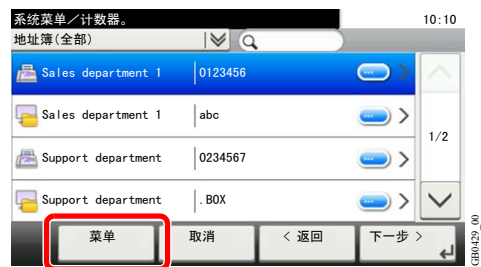 系统菜单／计数器。 10:10
地址簿(全部)
Sales department 1 0123456
Sales department 1 abc
1/2
Support department 0234567
Support department .BOX
菜单 取消 < 返回 下一步 >
GB0429_00